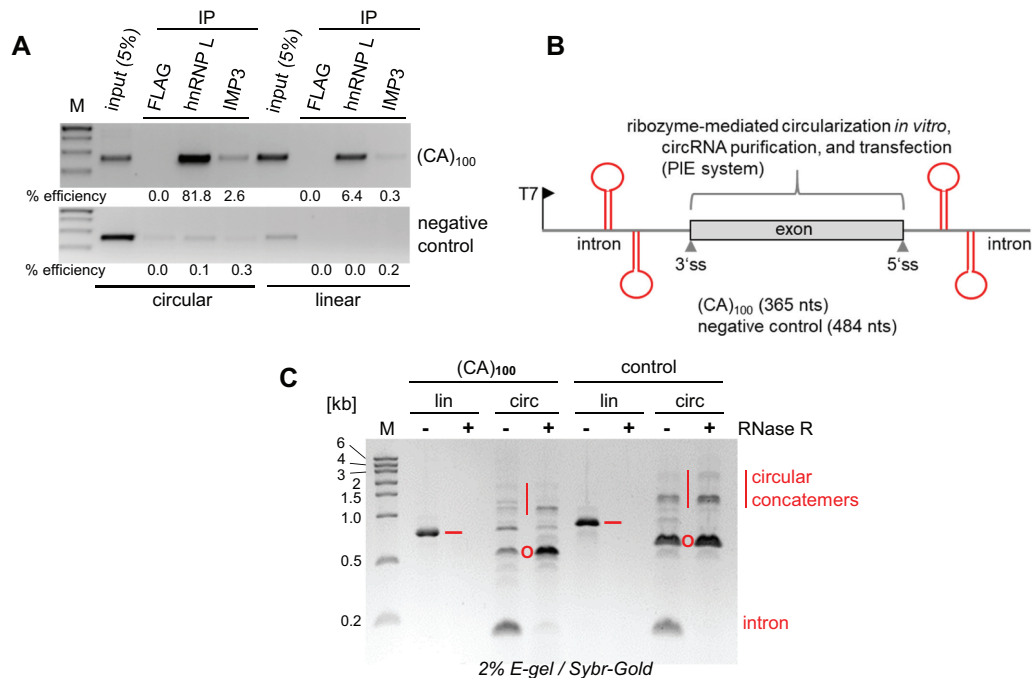 A
IP
IP
M
input (5%)
FLAG
hnRNP L
IMP3
input (5%)
FLAG
hnRNP L
IMP3
(CA)100
% efficiency 0.0 81.8 2.6 0.0 6.4 0.3
negative
control
% efficiency 0.0 0.1 0.3 0.0 0.0 0.2
circular linear
B
ribozyme-mediated circularization in vitro,
circRNA purification, and transfection
(PIE system)
T7
intron exon intron
3‘ss 5‘ss
(CA)100 (365 nts)
negative control (484 nts)
C
(CA)100 control
[kb] lin circ lin circ
M - + - + - + - + RNase R
6
4
3
2
1.5
1.0
0.5
0.2
circular
concatemers
O O
intron
2% E-gel / Sybr-Gold